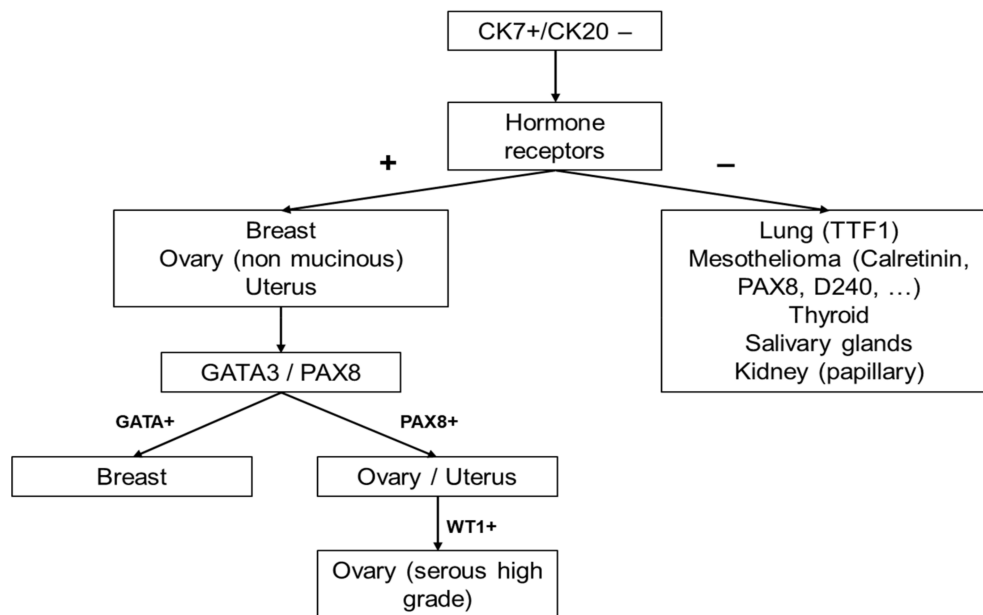 CK7+/CK20 –
Hormone
receptors
+
–
Breast
Ovary (non mucinous)
Uterus
Lung (TTF1)
Mesothelioma (Calretinin,
PAX8, D240, ...)
Thyroid
Salivary glands
Kidney (papillary)
GATA3 / PAX8
GATA+
PAX8+
Breast
Ovary / Uterus
WT1+
Ovary (serous high
grade)